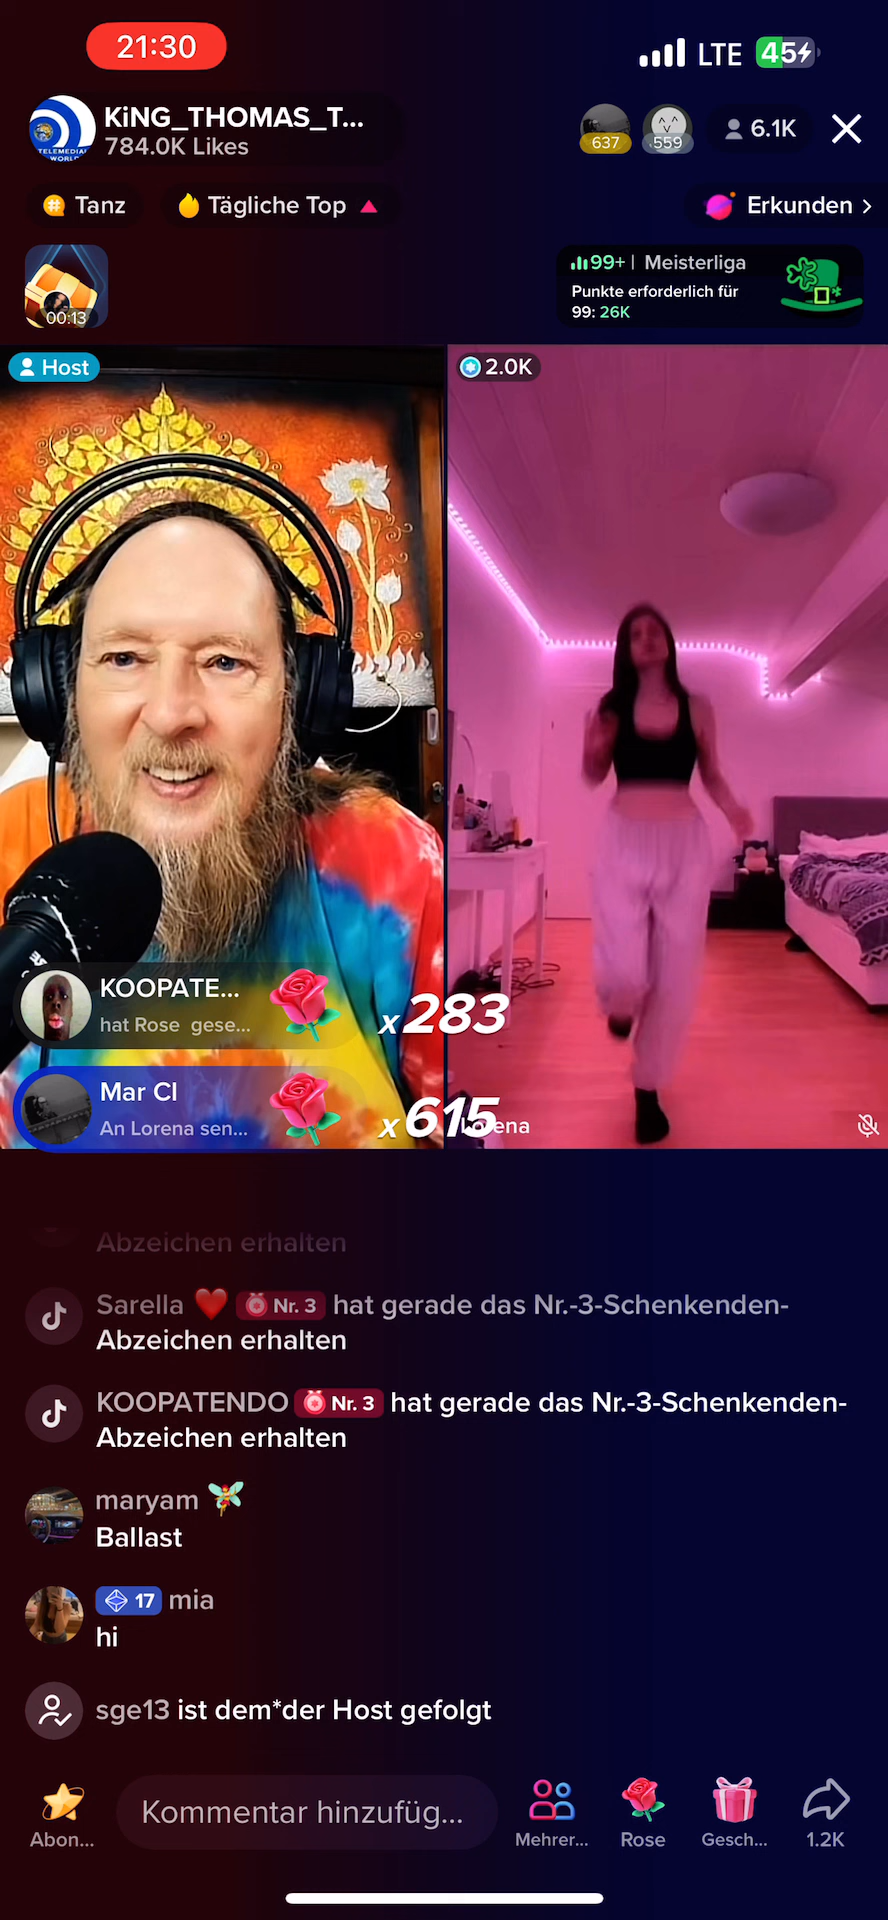 21:30
LTE 45
KiNG_THOMAS_T...
784.0K Likes
637
559
6.1K
Tanz
Tägliche Top
Erkunden
TELEMEDIA
WORLD
00:13
99+ | Meisterliga
Punkte erforderlich für
99: 26K
Host
2.0K
KOOPATE...
hat Rose gese...
x283
Mar Cl
An Lorena sen...
x615
Lorena
Abzeichen erhalten
Sarella ❤️ Nr. 3 hat gerade das Nr.-3-Schenkenden-
Abzeichen erhalten
KOOPATENDO Nr. 3 hat gerade das Nr.-3-Schenkenden-
Abzeichen erhalten
maryam 🧚
Ballast
17 mia
hi
sge13 ist dem*der Host gefolgt
Kommentar hinzufüg...
Abon...
Mehrer...
Rose
Gesch...
1.2K